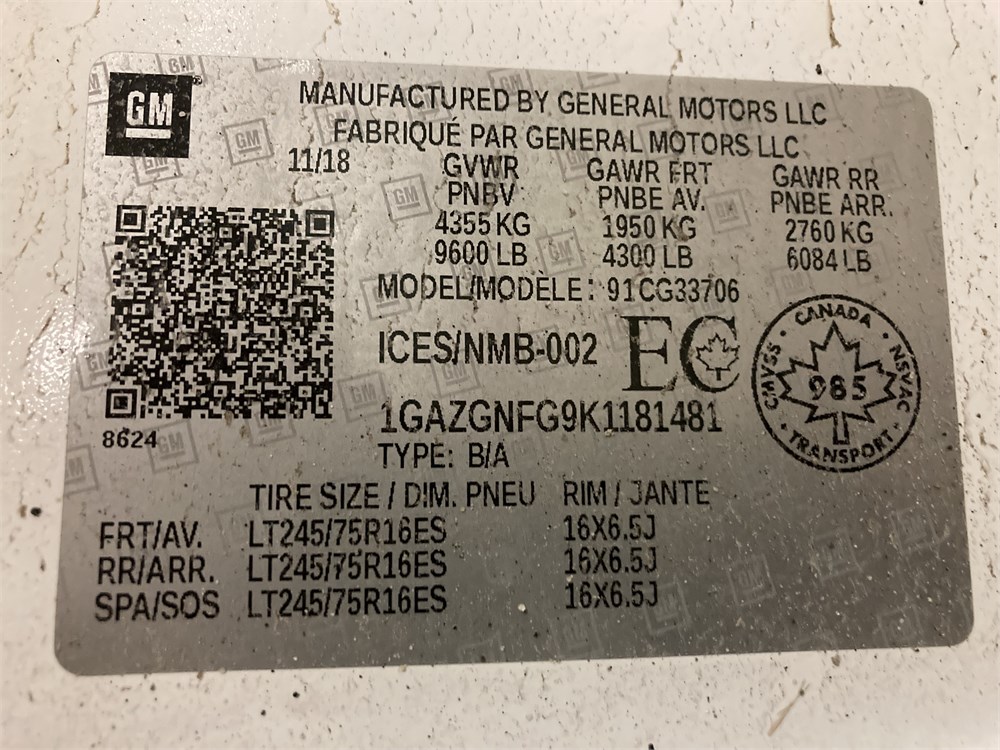 GM
MANUFACTURED BY GENERAL MOTORS LLC
FABRIQUÉ PAR GENERAL MOTORS LLC
11/18 GVWR GAWR FRT GAWR RR
PNBV PNBE AV. PNBE ARR.
4355 KG 1950 KG 2760 KG
9600 LB 4300 LB 6084 LB
MODEL/MODÈLE: 91CG33706
ICES/NMB-002 EC
CANADA
CMVSS 985 NSVAC
TRANSPORT
1GAZGNFG9K1181481
8624
TYPE: B/A
TIRE SIZE / DIM. PNEU RIM / JANTE
FRT/AV. LT245/75R16ES 16X6.5J
RR/ARR. LT245/75R16ES 16X6.5J
SPA/SOS LT245/75R16ES 16X6.5J